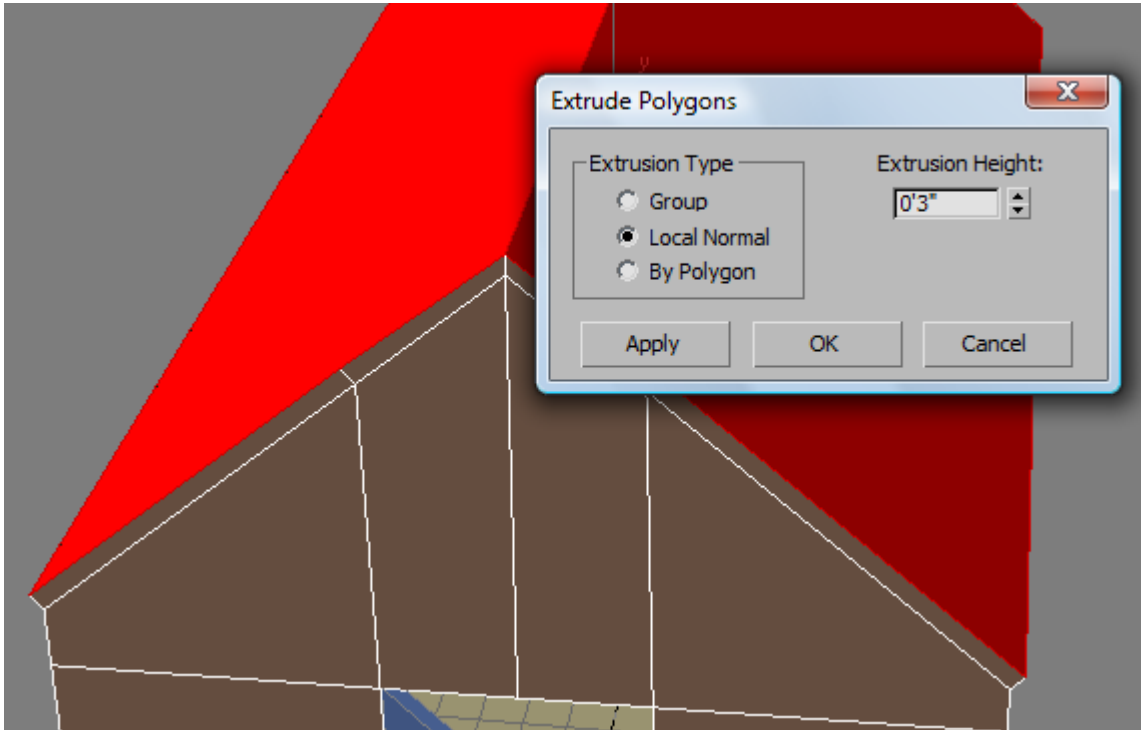 y
Extrude Polygons
Extrusion Type
Extrusion Height:
Group
0'3"
Local Normal
By Polygon
Apply
OK
Cancel